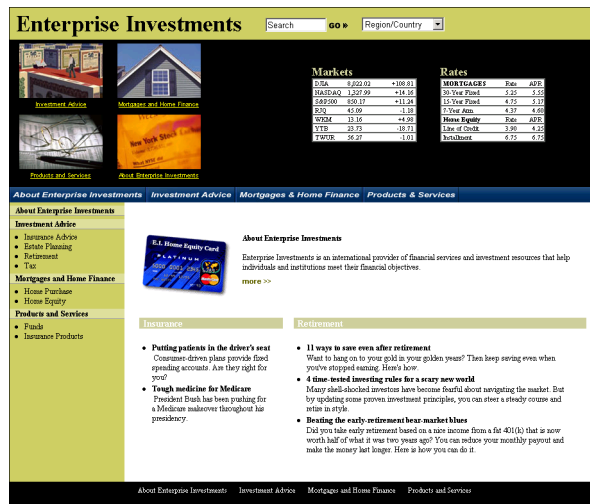 Enterprise Investments
Search GO » Region/Country
Investment Advice
Mortgages and Home Finance
Products and Services
About Enterprise Investments
New York Stock Exchange
Markets
DJIA 8,022.02 +108.81
NASDAQ 1,327.99 +14.16
S&P500 850.17 +11.24
RJQ 45.09 -1.18
WKM 13.16 +4.98
YTB 23.73 -18.71
TWUR 56.27 -1.01
Rates
MORTGAGES Rate APR
30-Year Fixed 5.25 5.55
15-Year Fixed 4.75 5.17
7-Year Arm 4.37 4.60
Home Equity Rate APR
Line of Credit 3.90 4.25
Installment 6.75 6.75
About Enterprise Investments Investment Advice Mortgages & Home Finance Products & Services
About Enterprise Investments
Investment Advice
• Insurance Advice
• Estate Planning
• Retirement
• Tax
Mortgages and Home Finance
• Home Purchase
• Home Equity
Products and Services
• Funds
• Insurance Products
E.I. Home Equity Card
PLATINUM
MasterCard
About Enterprise Investments
Enterprise Investments is an international provider of financial services and investment resources that help
individuals and institutions meet their financial objectives.
more >>
Insurance
• Putting patients in the driver's seat
Consumer-driven plans provide fixed
spending accounts. Are they right for
you?
• Tough medicine for Medicare
President Bush has been pushing for
a Medicare makeover throughout his
presidency.
Retirement
• 11 ways to save even after retirement
Want to hang on to your gold in your golden years? Then keep saving even when
you've stopped earning. Here's how.
• 4 time-tested investing rules for a scary new world
Many shell-shocked investors have become fearful about navigating the market. But
by updating some proven investment principles, you can steer a steady course and
retire in style.
• Beating the early-retirement bear-market blues
Did you take early retirement based on a nice income from a fat 401(k) that is now
worth half of what it was two years ago? You can reduce your monthly payout and
make the money last longer. Here is how you can do it.
About Enterprise Investments Investment Advice Mortgages and Home Finance Products and Services